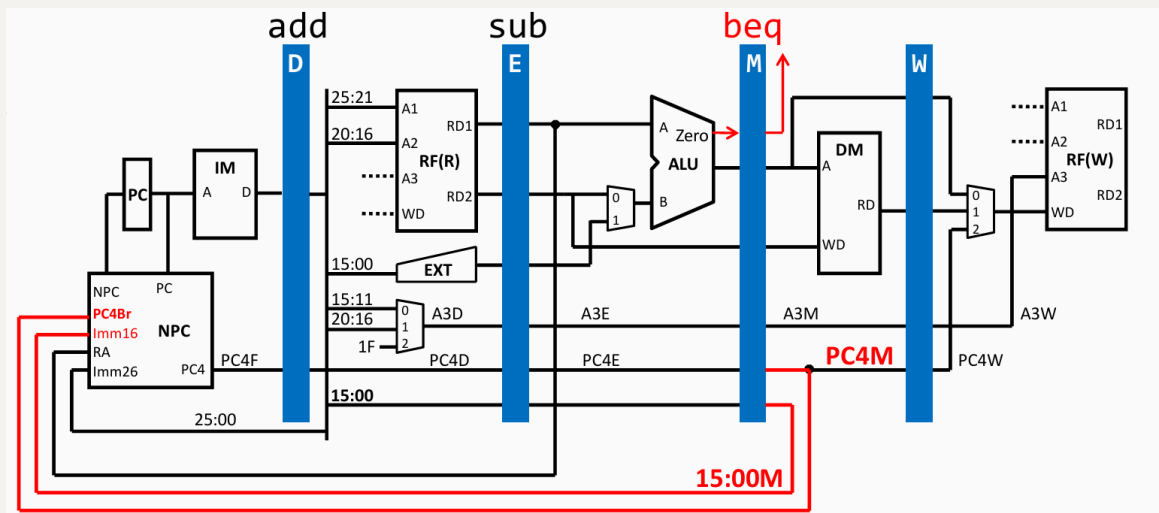 add
sub
beq
D
E
M
W
25:21
20:16
A1
A2
A3
WD
RD1
RD2
RF(R)
A
Zero
ALU
B
0
1
DM
A
RD
WD
0
1
2
A1
A2
A3
WD
RD1
RD2
RF(W)
PC
IM
A
D
15:00
EXT
NPC
PC
PC4Br
Imm16
NPC
RA
Imm26
PC4
15:11
20:16
1F
0
1
2
A3D
A3E
A3M
A3W
PC4F
PC4D
PC4E
PC4M
PC4W
15:00
25:00
15:00M